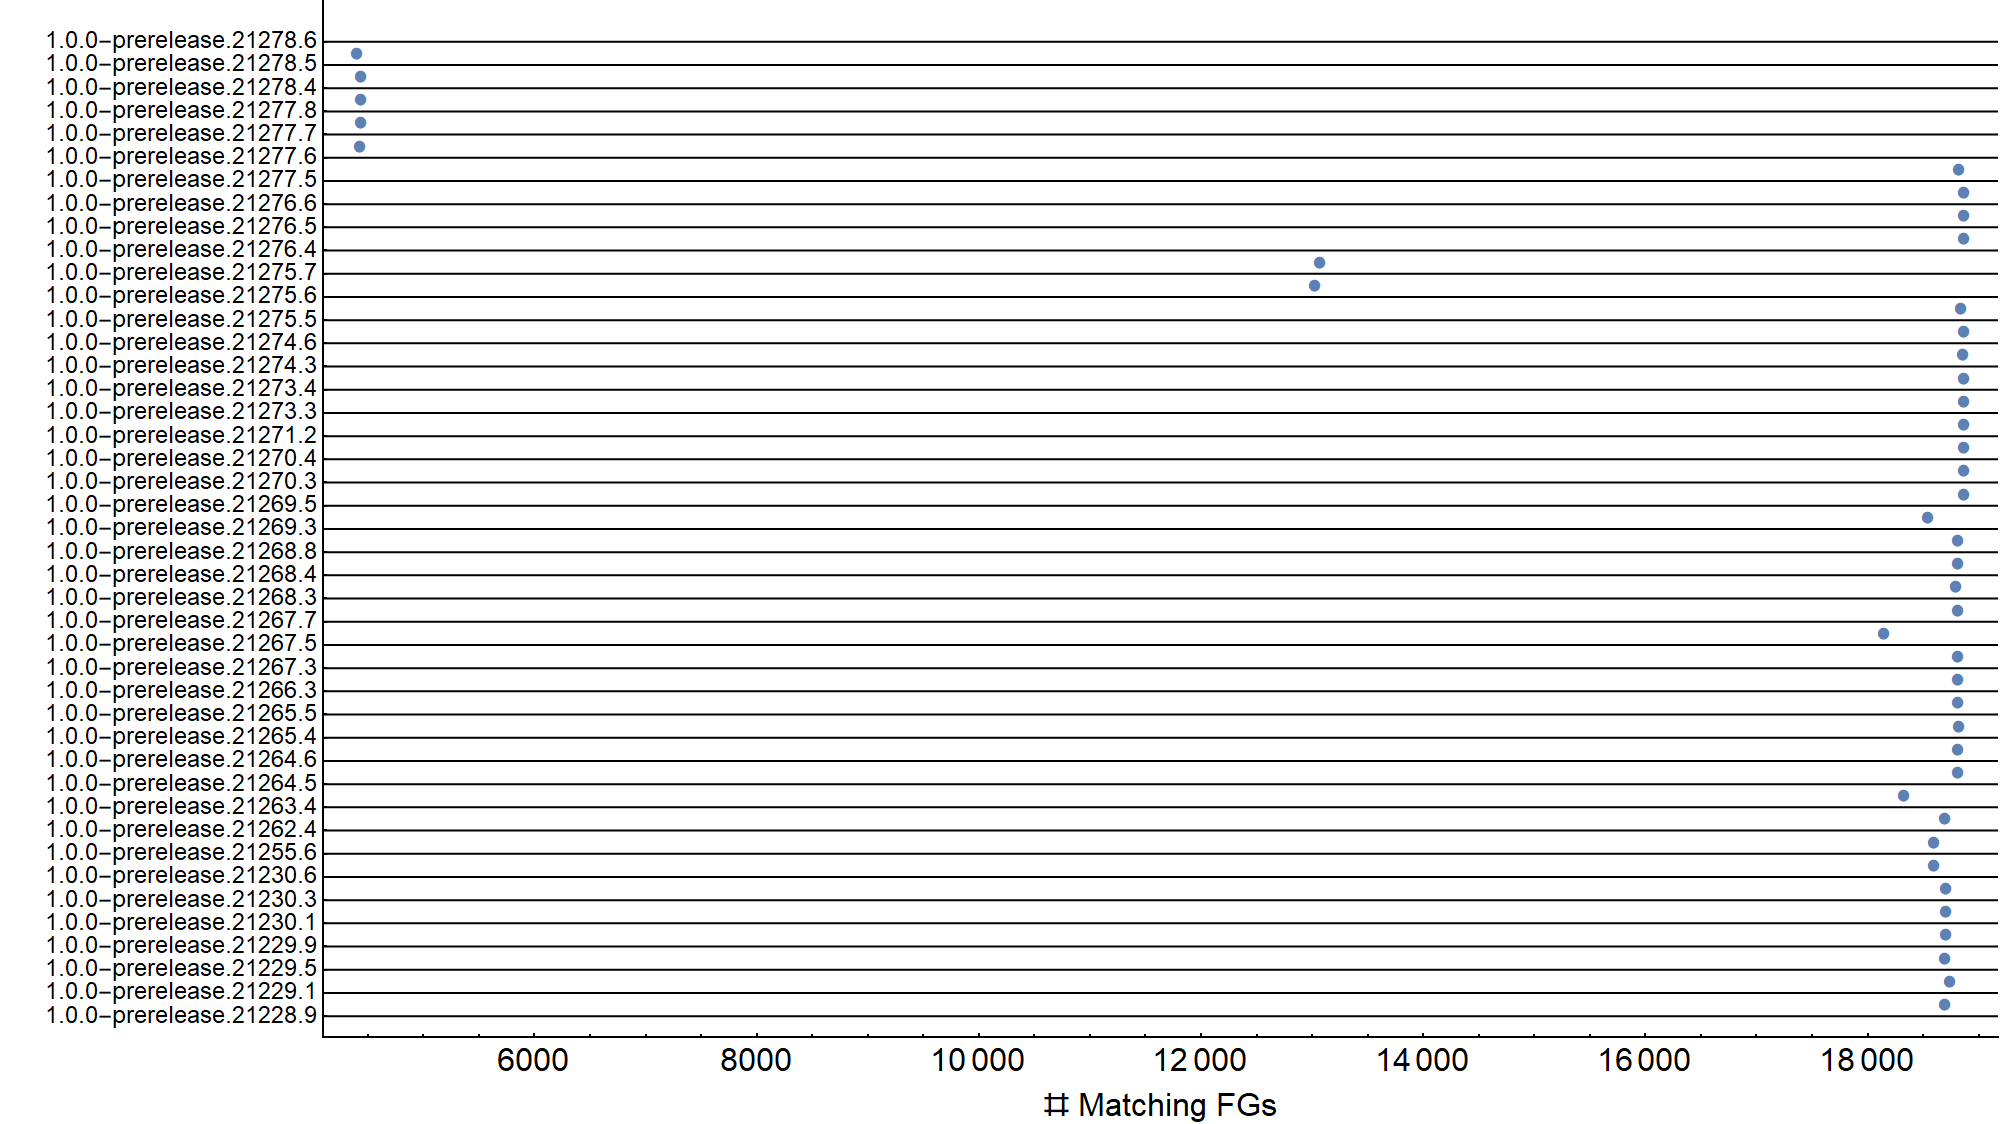 1.0.0–prerelease.21278.6
1.0.0–prerelease.21278.5
1.0.0–prerelease.21278.4
1.0.0–prerelease.21277.8
1.0.0–prerelease.21277.7
1.0.0–prerelease.21277.6
1.0.0–prerelease.21277.5
1.0.0–prerelease.21276.6
1.0.0–prerelease.21276.5
1.0.0–prerelease.21276.4
1.0.0–prerelease.21275.7
1.0.0–prerelease.21275.6
1.0.0–prerelease.21275.5
1.0.0–prerelease.21274.6
1.0.0–prerelease.21274.3
1.0.0–prerelease.21273.4
1.0.0–prerelease.21273.3
1.0.0–prerelease.21271.2
1.0.0–prerelease.21270.4
1.0.0–prerelease.21270.3
1.0.0–prerelease.21269.5
1.0.0–prerelease.21269.3
1.0.0–prerelease.21268.8
1.0.0–prerelease.21268.4
1.0.0–prerelease.21268.3
1.0.0–prerelease.21267.7
1.0.0–prerelease.21267.5
1.0.0–prerelease.21267.3
1.0.0–prerelease.21266.3
1.0.0–prerelease.21265.5
1.0.0–prerelease.21265.4
1.0.0–prerelease.21264.6
1.0.0–prerelease.21264.5
1.0.0–prerelease.21263.4
1.0.0–prerelease.21262.4
1.0.0–prerelease.21255.6
1.0.0–prerelease.21230.6
1.0.0–prerelease.21230.3
1.0.0–prerelease.21230.1
1.0.0–prerelease.21229.9
1.0.0–prerelease.21229.5
1.0.0–prerelease.21229.1
1.0.0–prerelease.21228.9
6000 8000 10 000 12 000 14 000 16 000 18 000
# Matching FGs